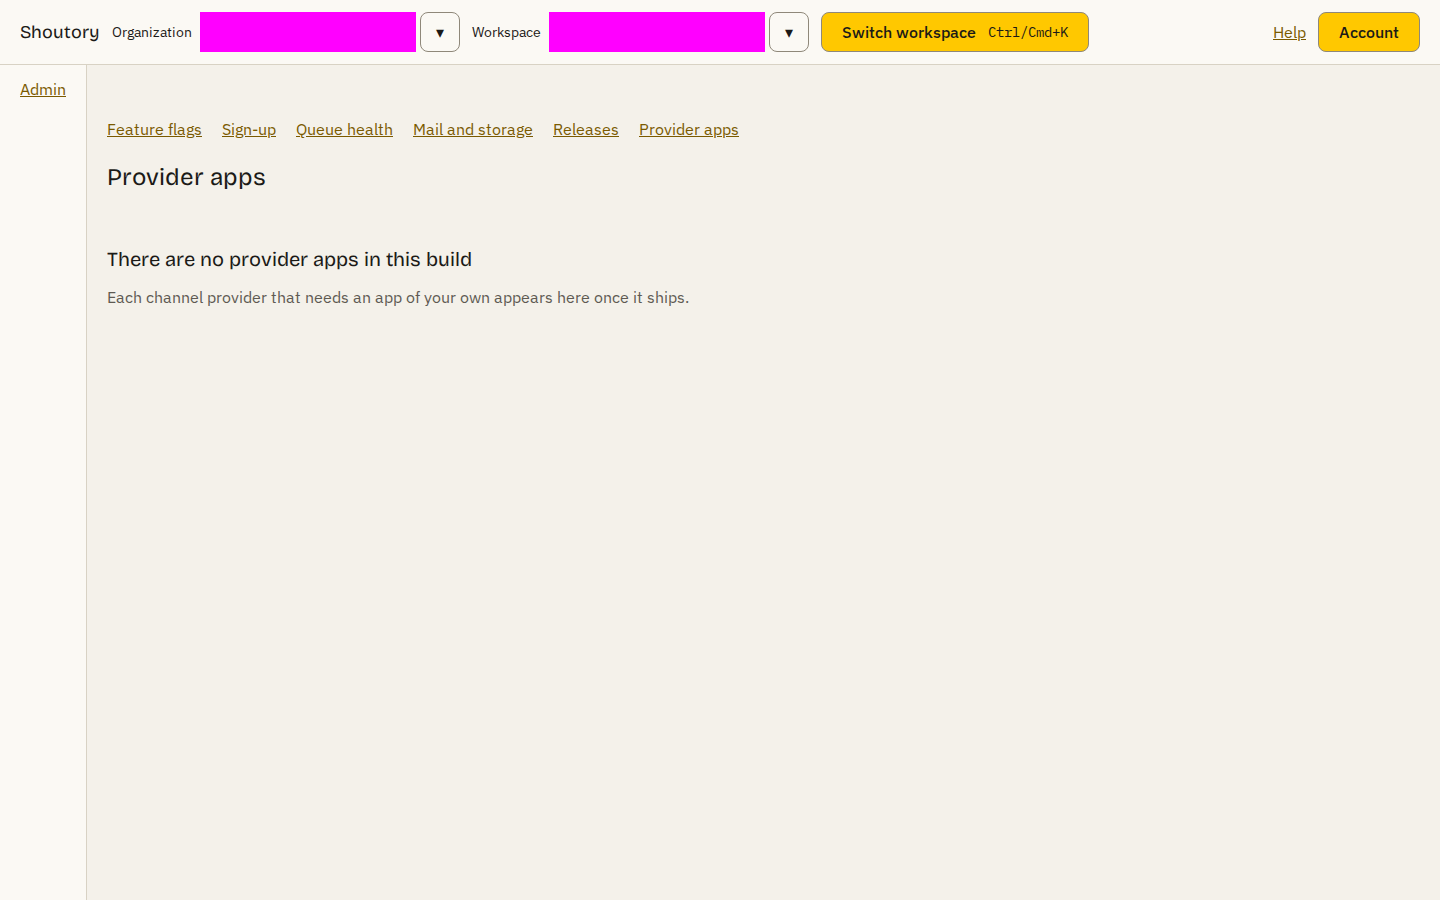 Shoutory Organization ▼ Workspace ▼ Switch workspace Ctrl/Cmd+K Help Account
Admin
Feature flags Sign-up Queue health Mail and storage Releases Provider apps
Provider apps
There are no provider apps in this build
Each channel provider that needs an app of your own appears here once it ships.